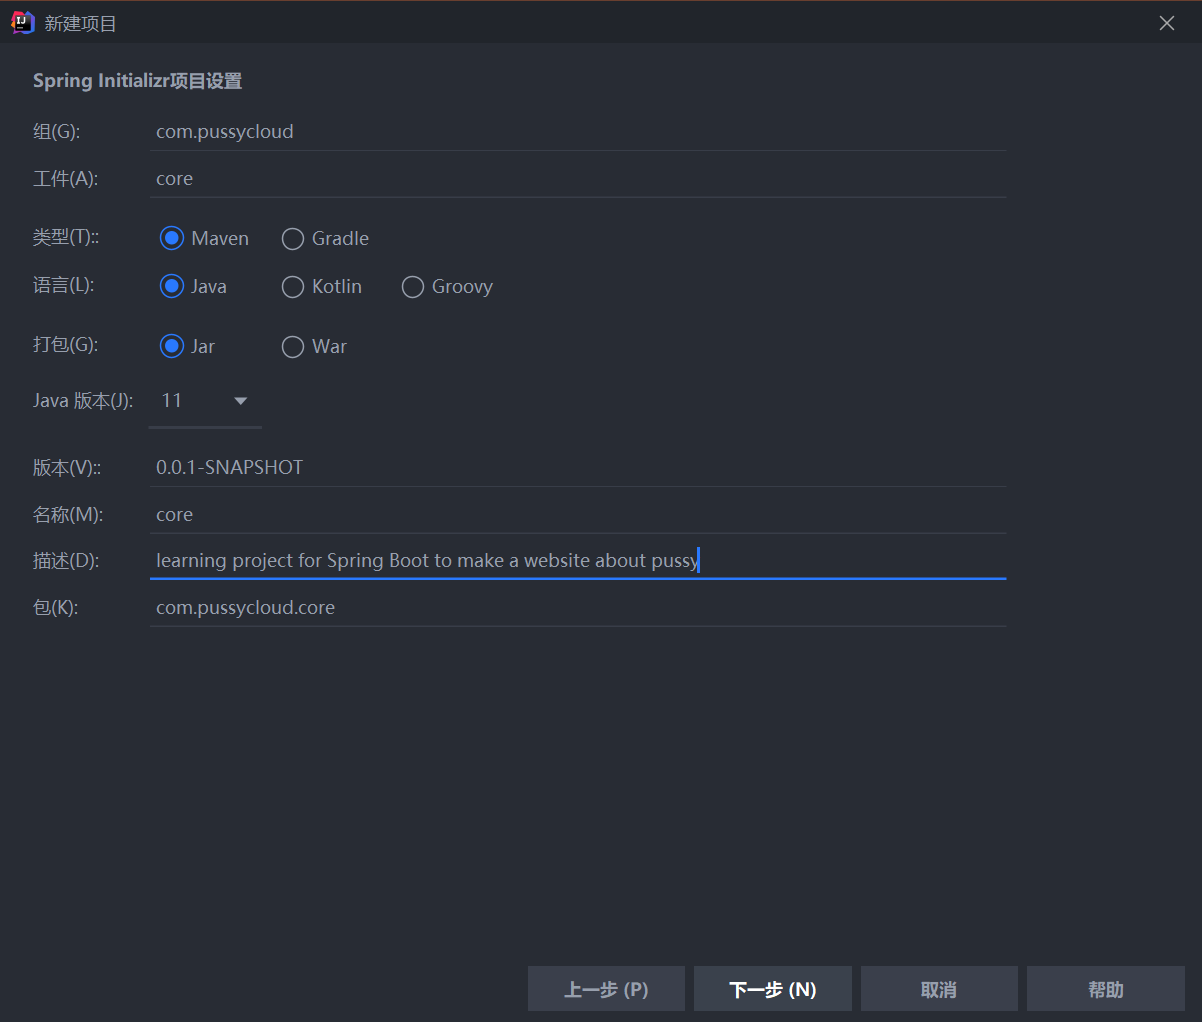 新建项目
Spring Initializr项目设置
组(G): com.pussycloud
工件(A): core
类型(T):: Maven Gradle
语言(L): Java Kotlin Groovy
打包(G): Jar War
Java 版本(J): 11
版本(V):: 0.0.1-SNAPSHOT
名称(M): core
描述(D): learning project for Spring Boot to make a website about pussy
包(K): com.pussycloud.core
上一步 (P) 下一步 (N) 取消 帮助